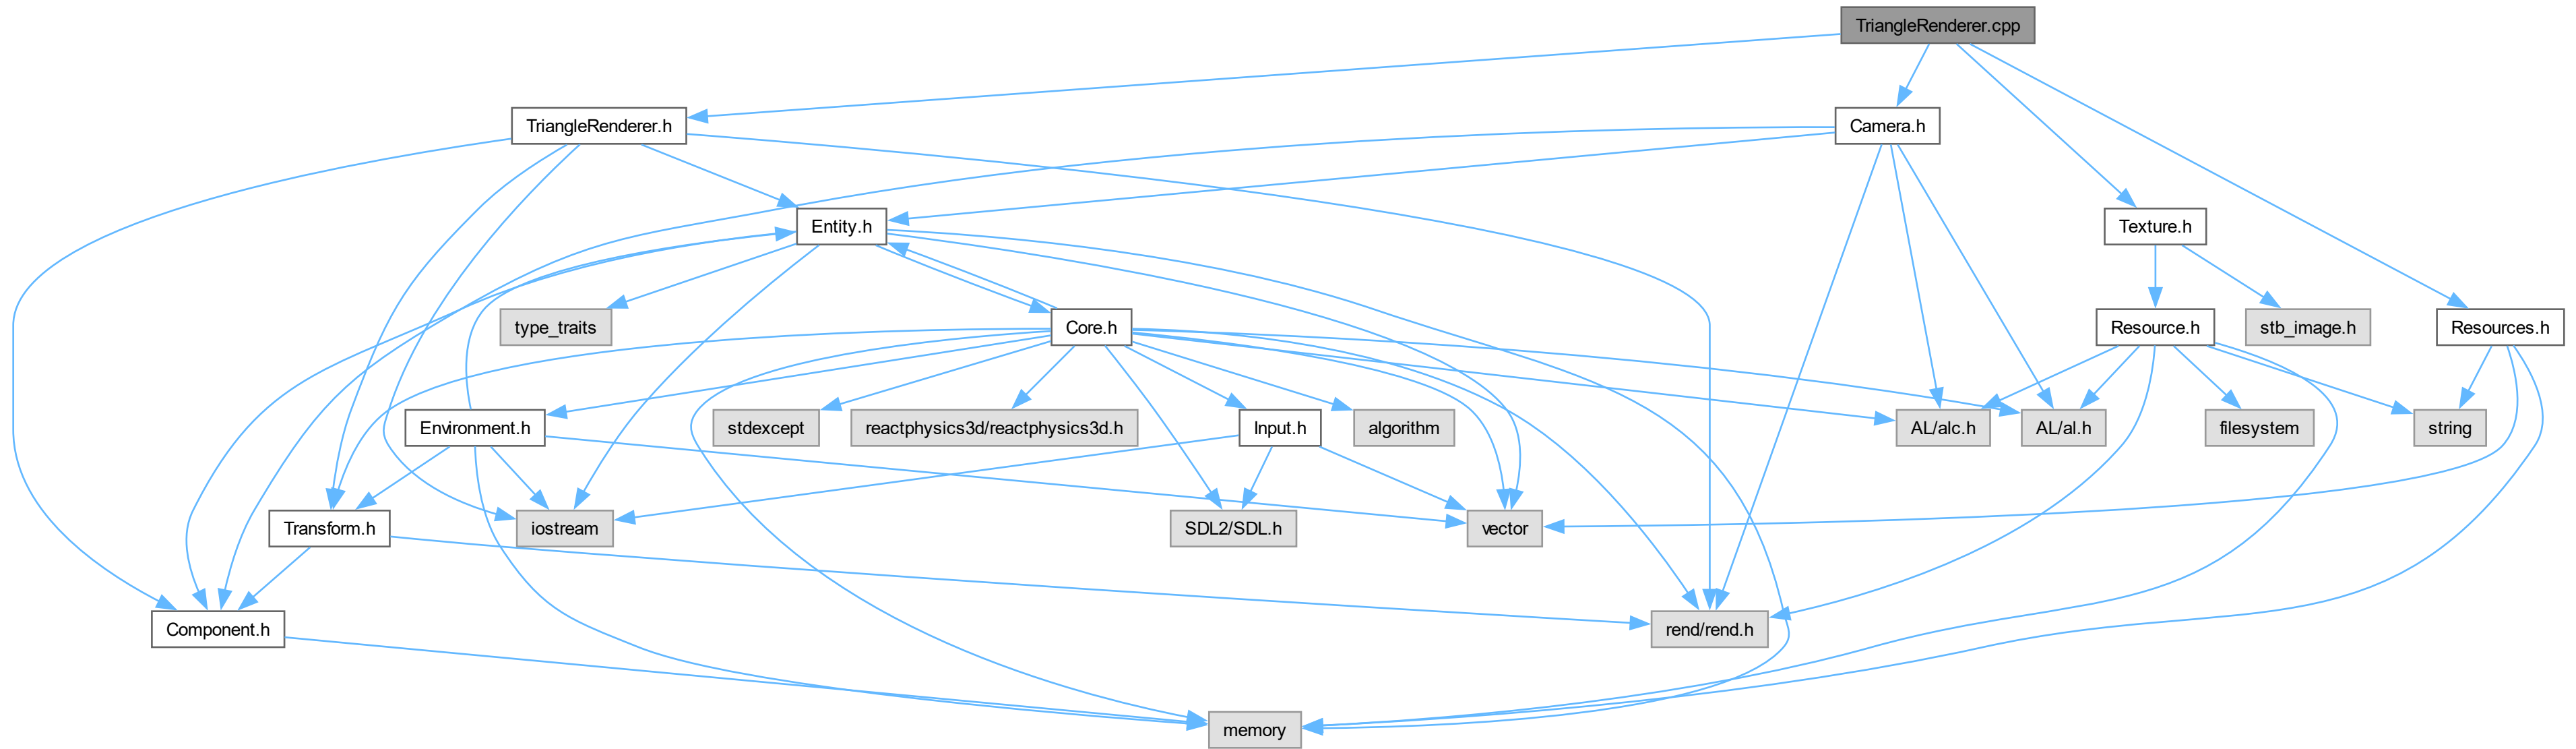 TriangleRenderer.cpp
TriangleRenderer.h
Camera.h
Entity.h
Texture.h
type_traits
Core.h
Resource.h
stb_image.h
Resources.h
Environment.h
stdexcept
reactphysics3d/reactphysics3d.h
Input.h
algorithm
AL/alc.h
AL/al.h
filesystem
string
Transform.h
iostream
SDL2/SDL.h
vector
Component.h
rend/rend.h
memory